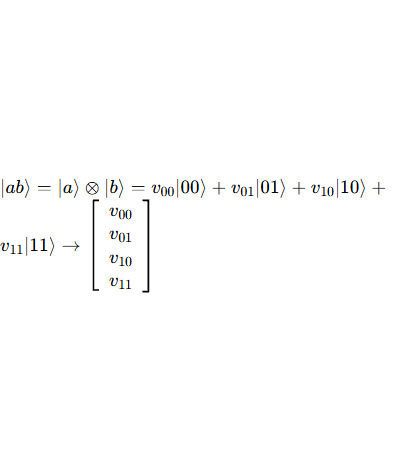 |ab⟩ = |a⟩ ⊗ |b⟩ = v₀₀|00⟩ + v₀₁|01⟩ + v₁₀|10⟩ +
v₁₁|11⟩ → [ v₀₀
v₀₁
v₁₀
v₁₁ ]